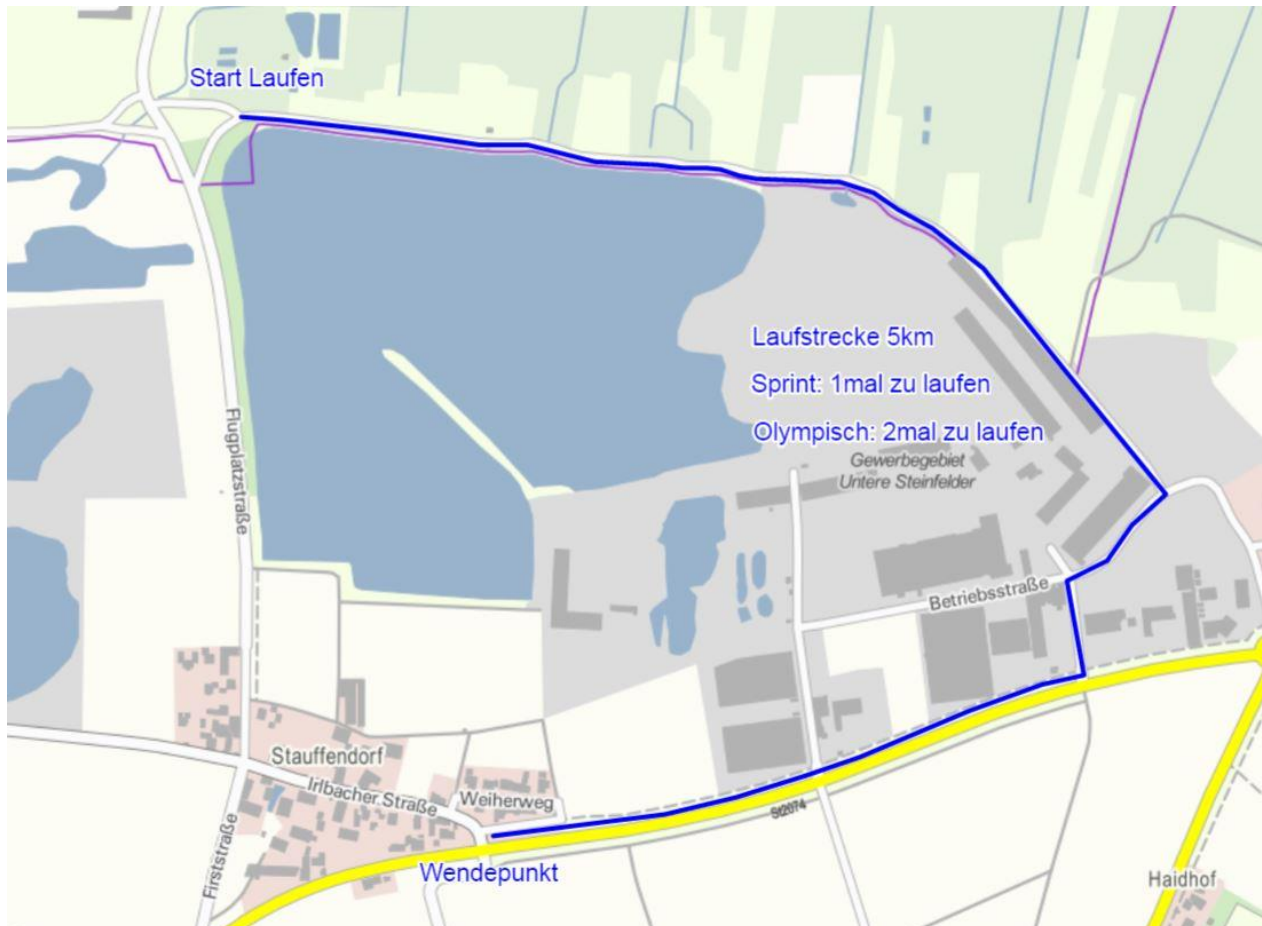 Start Laufen
Laufstrecke 5km
Sprint: 1mal zu laufen
Olympisch: 2mal zu laufen
Gewerbegebiet
Untere Steinfelder
Flugplatzstraße
Betriebsstraße
Stauffendorf
Irlbacher Straße
Weiherweg
St2074
Firststraße
Wendepunkt
Haidhof